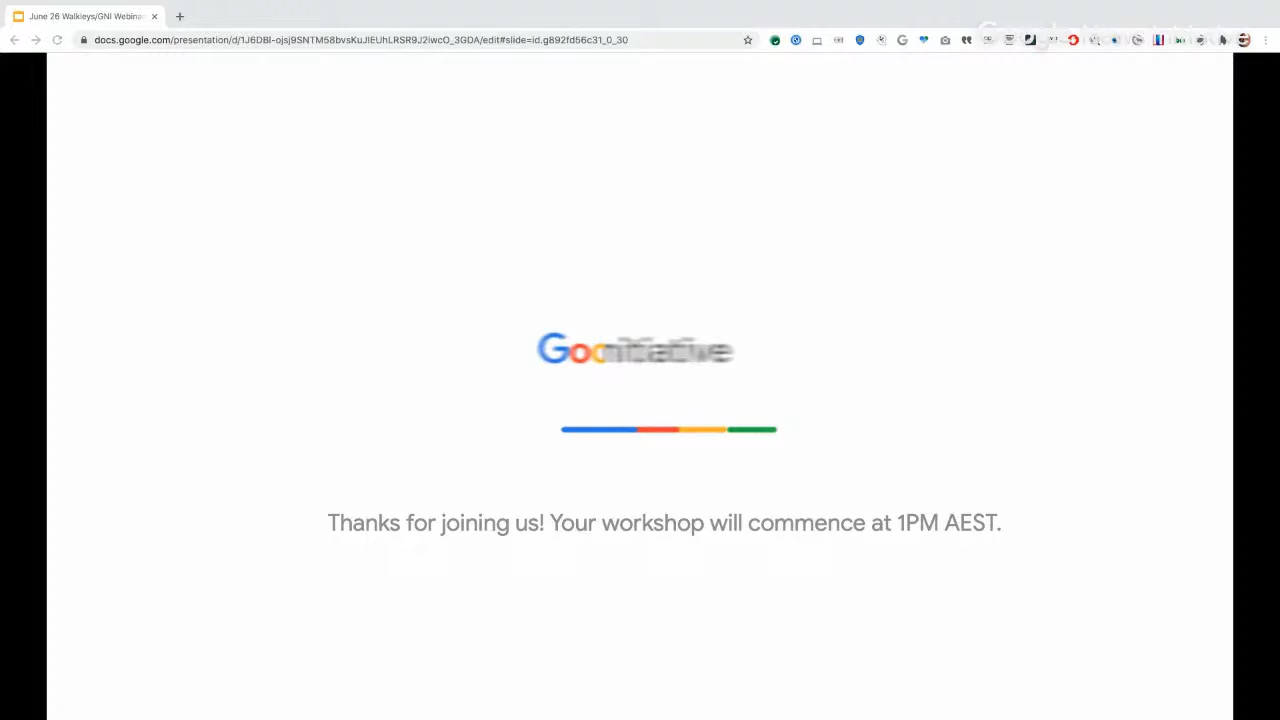 June 26 Walkleys/GNI Webina
docs.google.com/presentation/d/1J6DBI-ojsj9SNTM58bvsKuJlEUhLRSR9J2iwcO_3GDA/edit#slide=id.g892fd56c31_0_30
Thanks for joining us! Your workshop will commence at 1PM AEST.